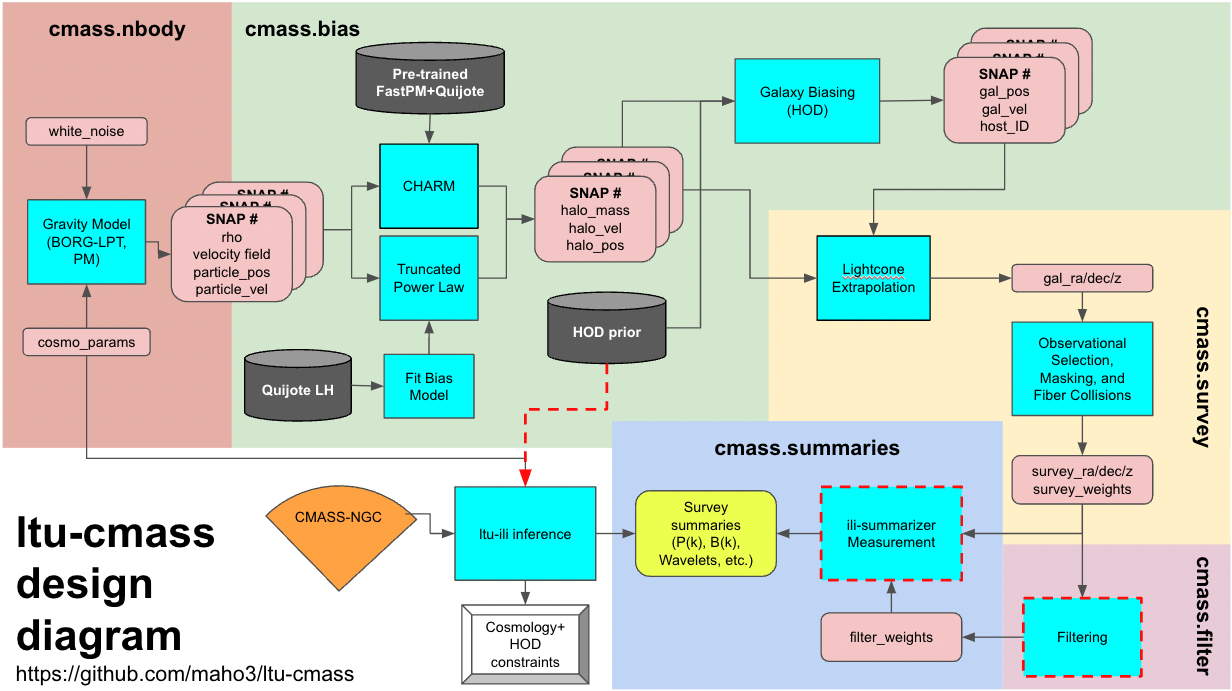 cmass.nbody
cmass.bias
Pre-trained
FastPM+Quijote
white_noise
Gravity Model
(BORG-LPT,
PM)
cosmo_params
SNAP #
SNAP #
SNAP #
rho
velocity field
particle_pos
particle_vel
CHARM
Truncated
Power Law
Quijote LH
Fit Bias
Model
SNAP #
SNAP #
SNAP #
halo_mass
halo_vel
halo_pos
HOD prior
Galaxy Biasing
(HOD)
SNAP #
SNAP #
SNAP #
gal_pos
gal_vel
host_ID
Lightcone
Extrapolation
gal_ra/dec/z
Observational
Selection,
Masking, and
Fiber Collisions
survey_ra/dec/z
survey_weights
cmass.survey
cmass.summaries
CMASS-NGC
ltu-ili inference
Survey
summaries
(P(k), B(k),
Wavelets, etc.)
ili-summarizer
Measurement
Cosmology+
HOD
constraints
filter_weights
Filtering
cmass.filter
ltu-cmass
design
diagram
https://github.com/maho3/ltu-cmass